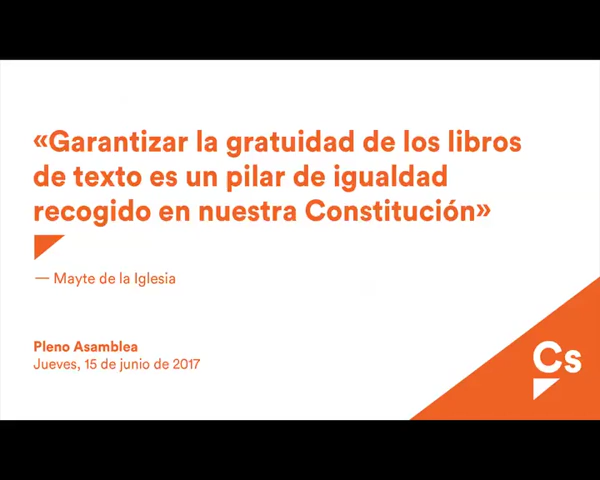 «Garantizar la gratuidad de los libros
de texto es un pilar de igualdad
recogido en nuestra Constitución»
— Mayte de la Iglesia
Pleno Asamblea
Jueves, 15 de junio de 2017
Cs